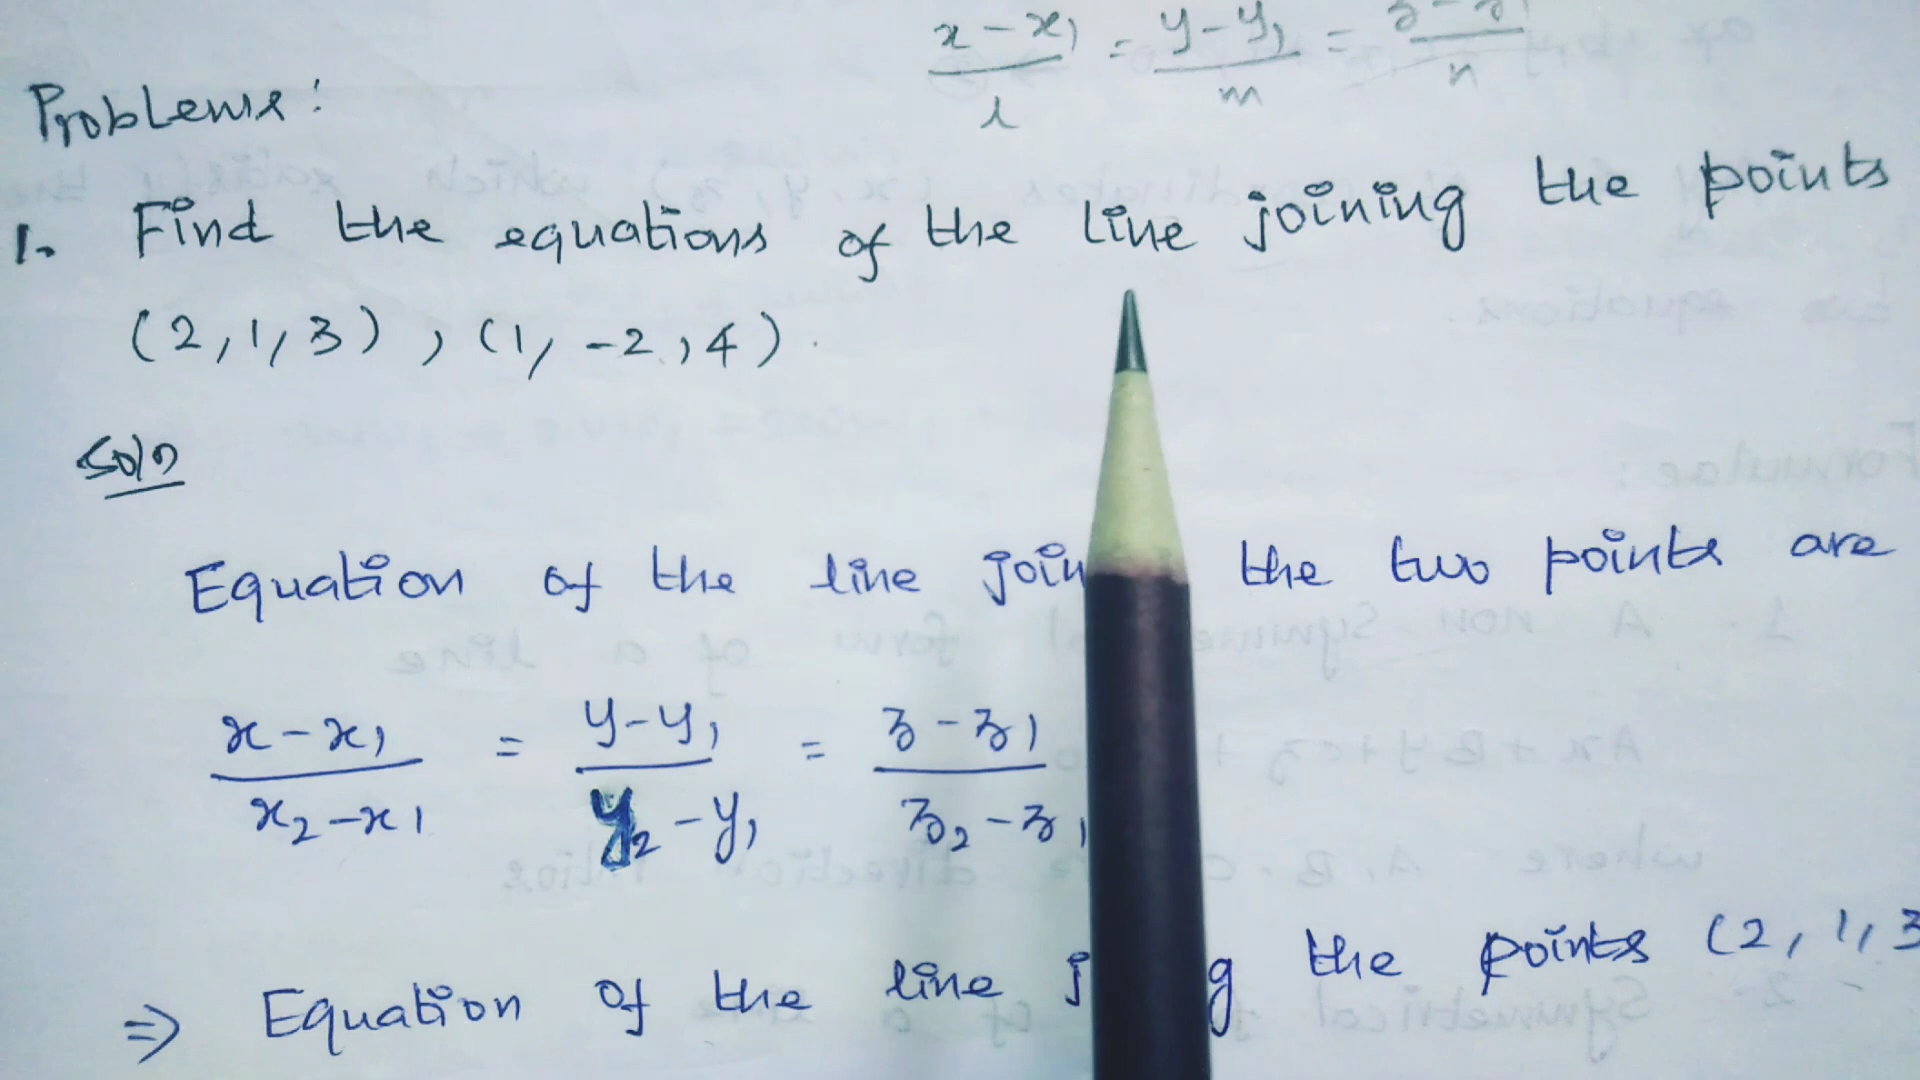 x - x1 / l = y - y1 / m = z - z1 / n
Problems:
1. Find the equations of the line joining the points
(2, 1, 3), (1, -2, 4).
Soln
Equation of the line join the two points are
x - x1 / x2 - x1 = y - y1 / y2 - y1 = z - z1 / z2 - z1
⇒ Equation of the line j g the points (2, 1, 3